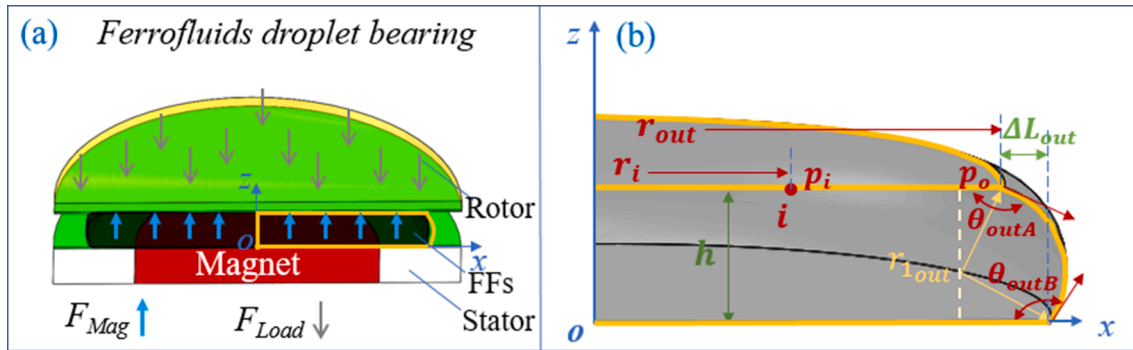 (a) Ferrofluids droplet bearing
z
Rotor
o
x
Magnet
FFs
Stator
F_Mag
F_Load
(b)
z
r_out
ΔL_out
r_i
p_i
p_o
i
θ_outA
h
r_1out
θ_outB
o
x